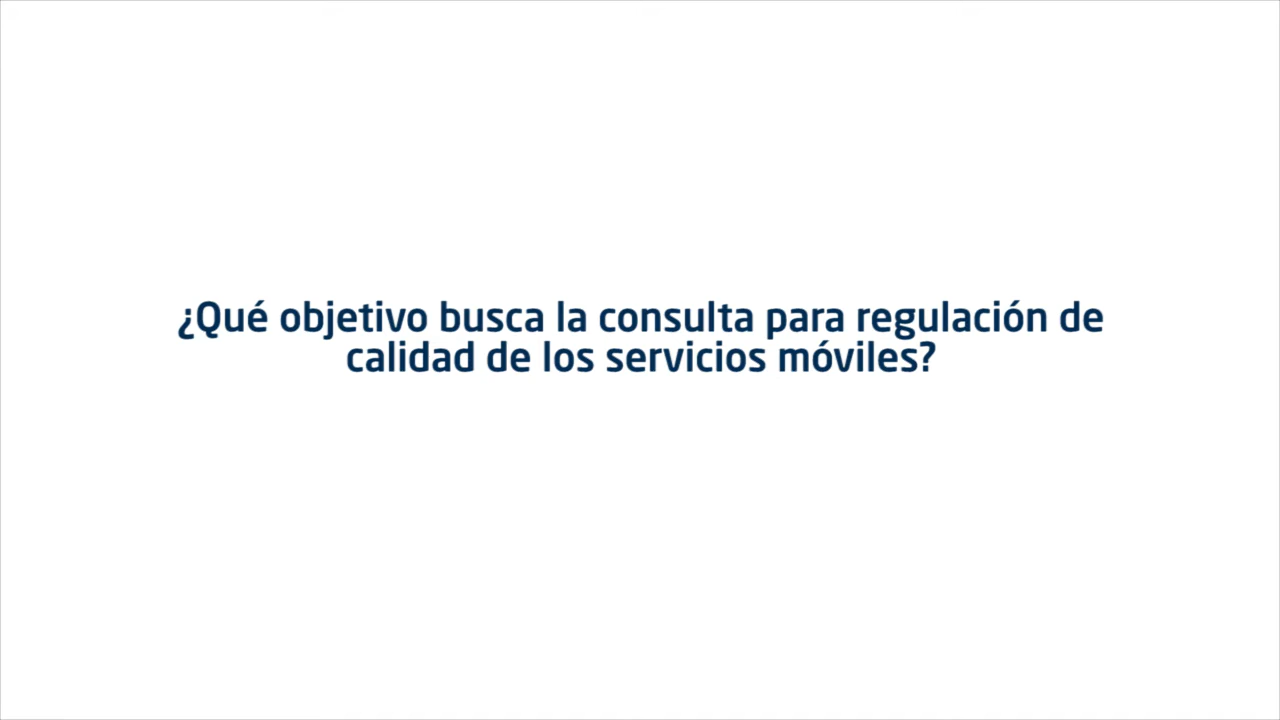 ¿Qué objetivo busca la consulta para regulación de
calidad de los servicios móviles?